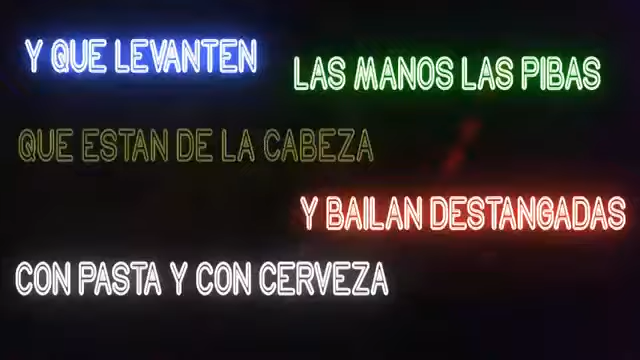 Y QUE LEVANTEN
LAS MANOS LAS PIBAS
QUE ESTAN DE LA CABEZA
Y BAILAN DESTANGADAS
CON PASTA Y CON CERVEZA